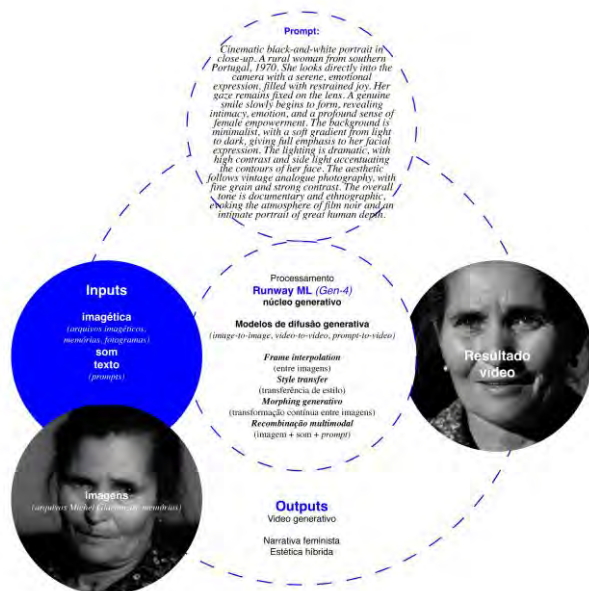 Prompt:
Cinematic black-and-white portrait in
close-up. A rural woman from southern
Portugal, 1970. She looks directly into the
camera with a serene, emotional
expression, filled with restrained joy. Her
gaze remains fixed on the lens. A genuine
smile slowly begins to form, revealing
intimacy, emotion, and a profound sense of
female empowerment. The background is
minimalist, with a soft gradient from light
to dark, giving full emphasis to her facial
expression. The lighting is dramatic, with
high contrast and side light accentuating
the contours of her face. The aesthetic
follows vintage analogue photography, with
fine grain and strong contrast. The overall
tone is documentary and ethnographic,
evoking the atmosphere of film noir and an
intimate portrait of great human depth.
Inputs
imagética
(arquivos imagéticos,
memórias, fotogramas)
som
texto
(prompts)
Processamento
Runway ML (Gen-4)
núcleo generativo
Modelos de difusão generativa
(image-to-image, video-to-video, prompt-to-video)
Frame interpolation
(entre imagens)
Style transfer
(transferência de estilo)
Morphing generativo
(transformação contínua entre imagens)
Recombinação multimodal
(imagem + som + prompt)
Resultado
vídeo
Imagens
(arquivos Michel memórias)
Outputs
Video generativo
Narrativa feminista
Estética híbrida